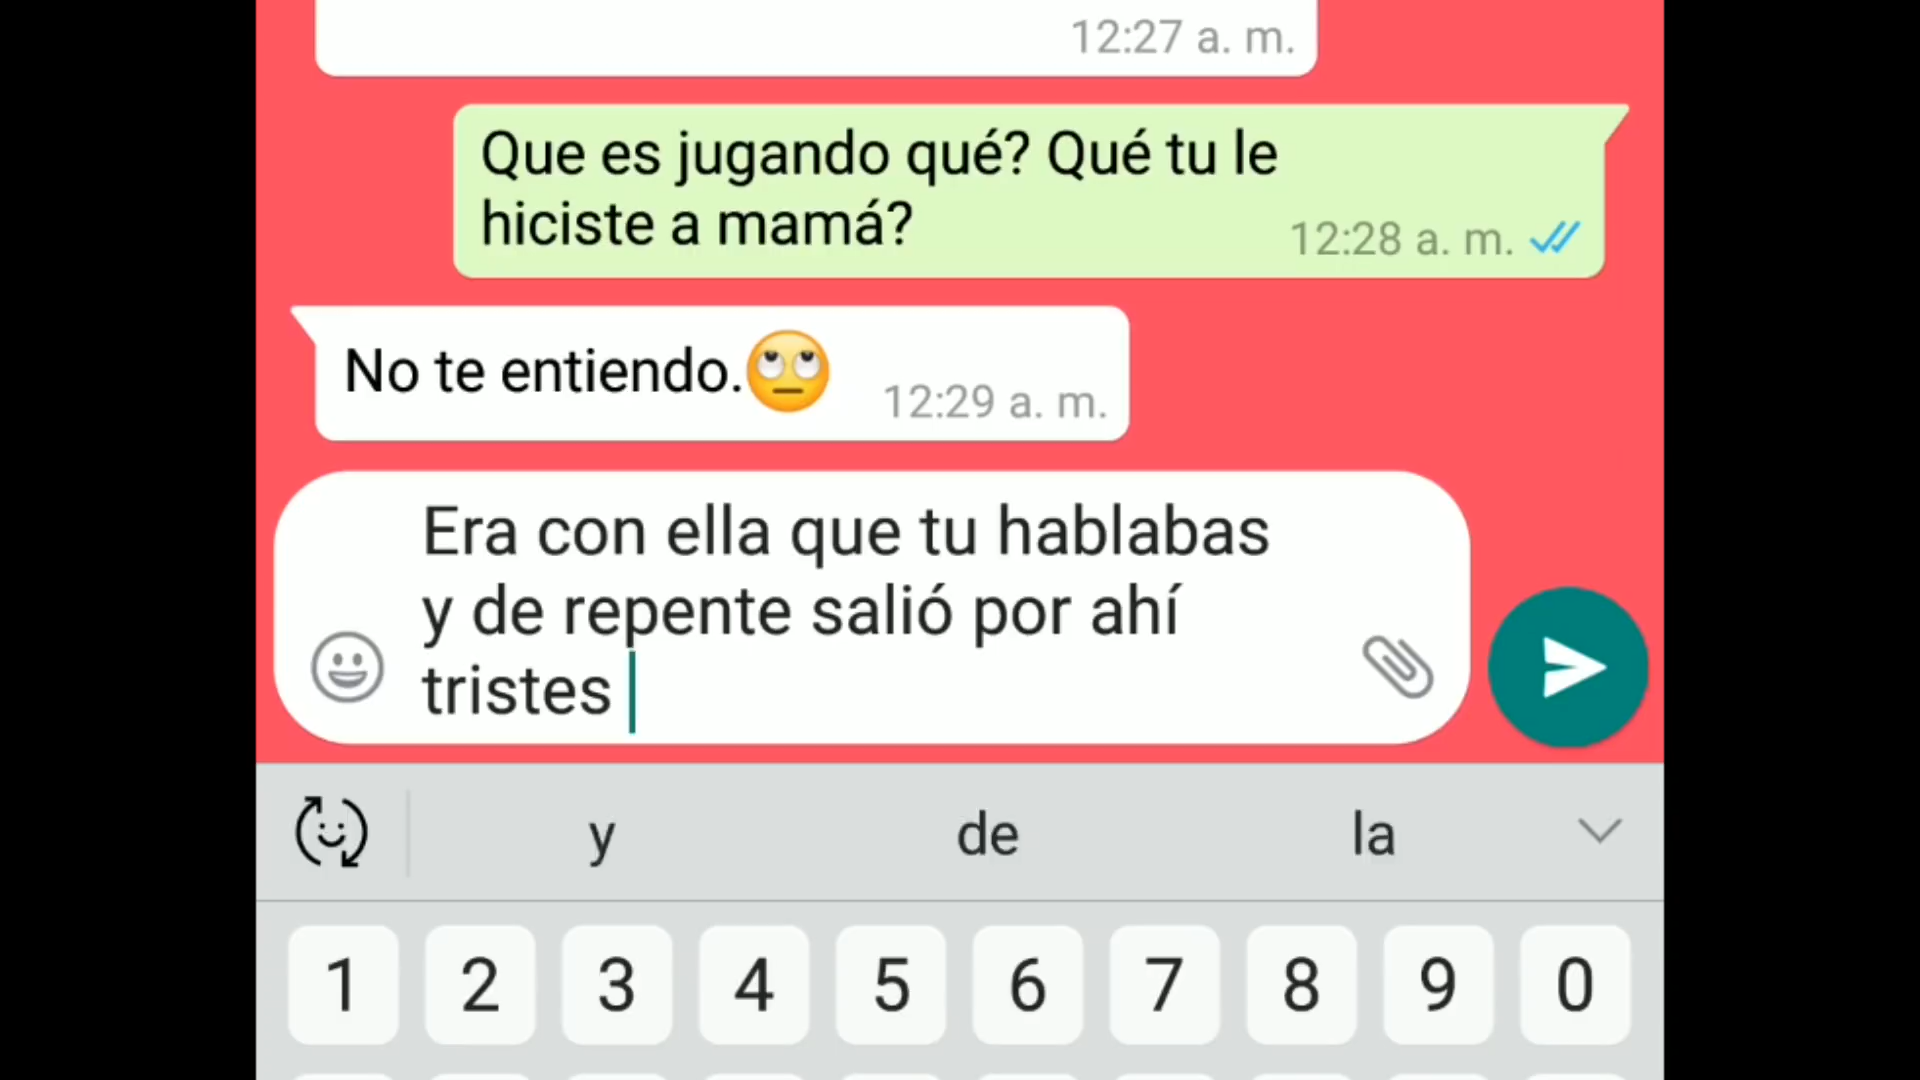 12:27 a. m.
Que es jugando qué? Qué tu le
hiciste a mamá?
12:28 a. m.
No te entiendo.🙄
12:29 a. m.
Era con ella que tu hablabas
y de repente salió por ahí
tristes
y de la
1 2 3 4 5 6 7 8 9 0